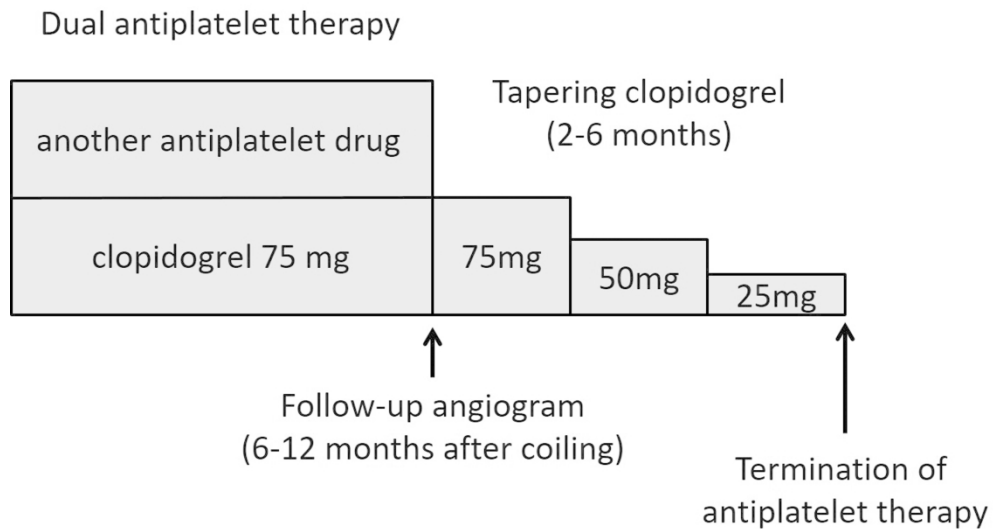 Dual antiplatelet therapy
another antiplatelet drug
Tapering clopidogrel
(2-6 months)
clopidogrel 75 mg
75mg
50mg
25mg
Follow-up angiogram
(6-12 months after coiling)
Termination of
antiplatelet therapy